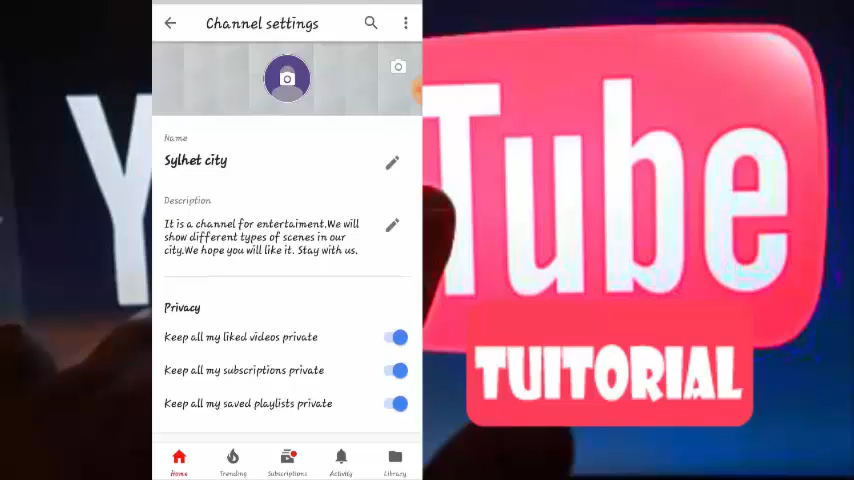 Channel settings
Name
Sylhet city
Description
It is a channel for entertaiment.We will
show different types of scenes in our
city.We hope you will like it. Stay with us.
Privacy
Keep all my liked videos private
Keep all my subscriptions private
Keep all my saved playlists private
Home
Trending
Subscriptions
Activity
Library
Y
Tube
TUITORIAL